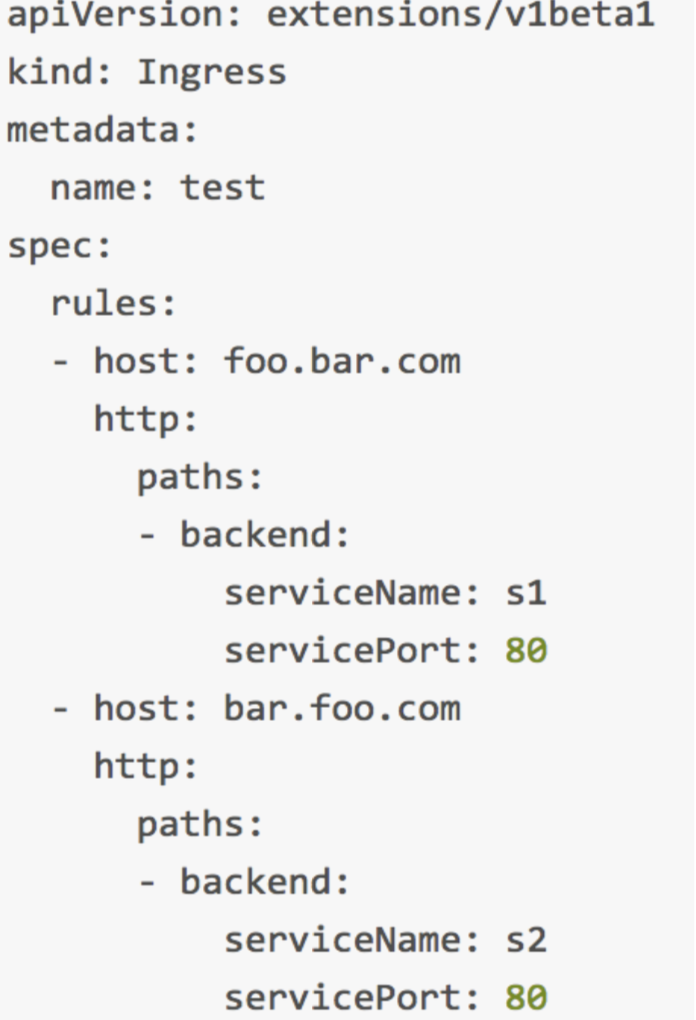 apiVersion: extensions/v1beta1
kind: Ingress
metadata:
  name: test
spec:
  rules:
  - host: foo.bar.com
    http:
      paths:
      - backend:
          serviceName: s1
          servicePort: 80
  - host: bar.foo.com
    http:
      paths:
      - backend:
          serviceName: s2
          servicePort: 80